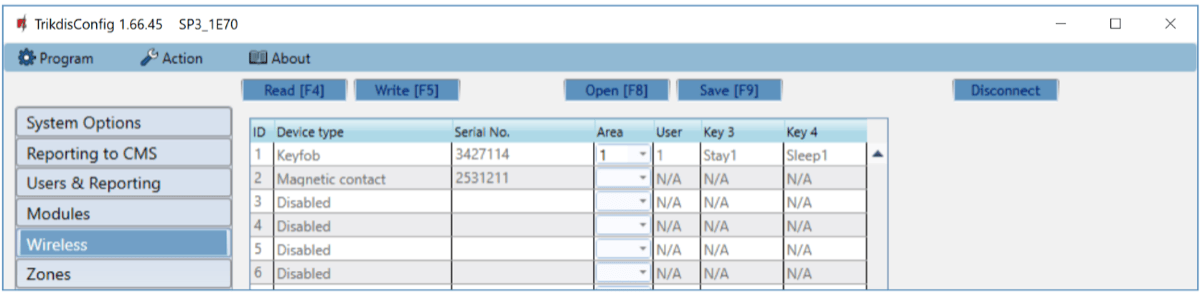 TrikdisConfig 1.66.45 SP3_1E70
Program Action About
Read [F4] Write [F5] Open [F8] Save [F9] Disconnect
System Options
Reporting to CMS
Users & Reporting
Modules
Wireless
Zones
ID Device type Serial No. Area User Key 3 Key 4
1 Keyfob 3427114 1 1 Stay1 Sleep1
2 Magnetic contact 2531211 N/A N/A N/A
3 Disabled N/A N/A N/A
4 Disabled N/A N/A N/A
5 Disabled N/A N/A N/A
6 Disabled N/A N/A N/A